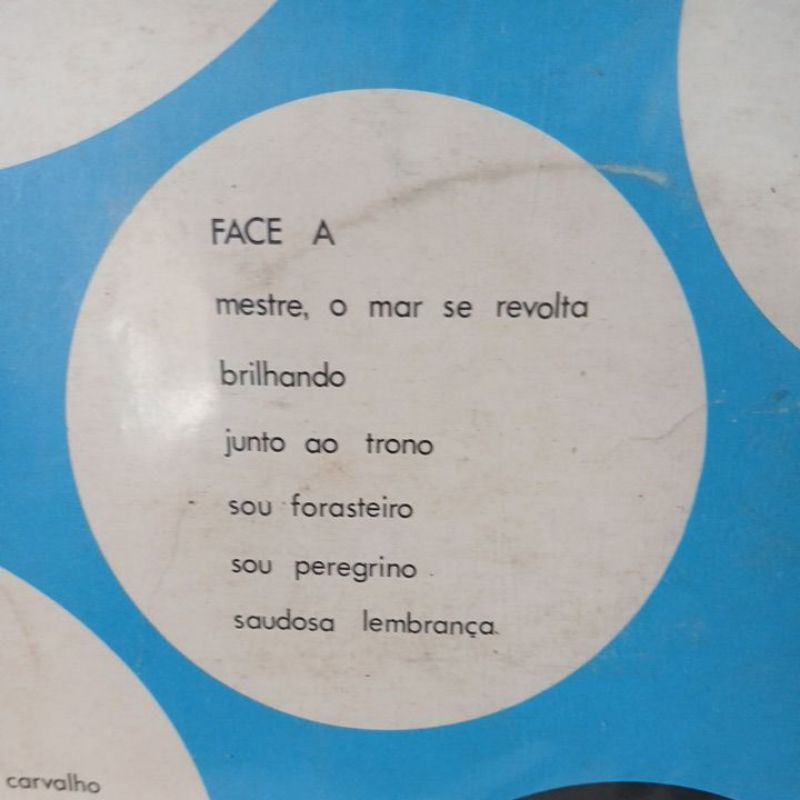 FACE A
mestre, o mar se revolta
brilhando
junto ao trono
sou forasteiro
sou peregrino
saudosa lembrança
carvalho